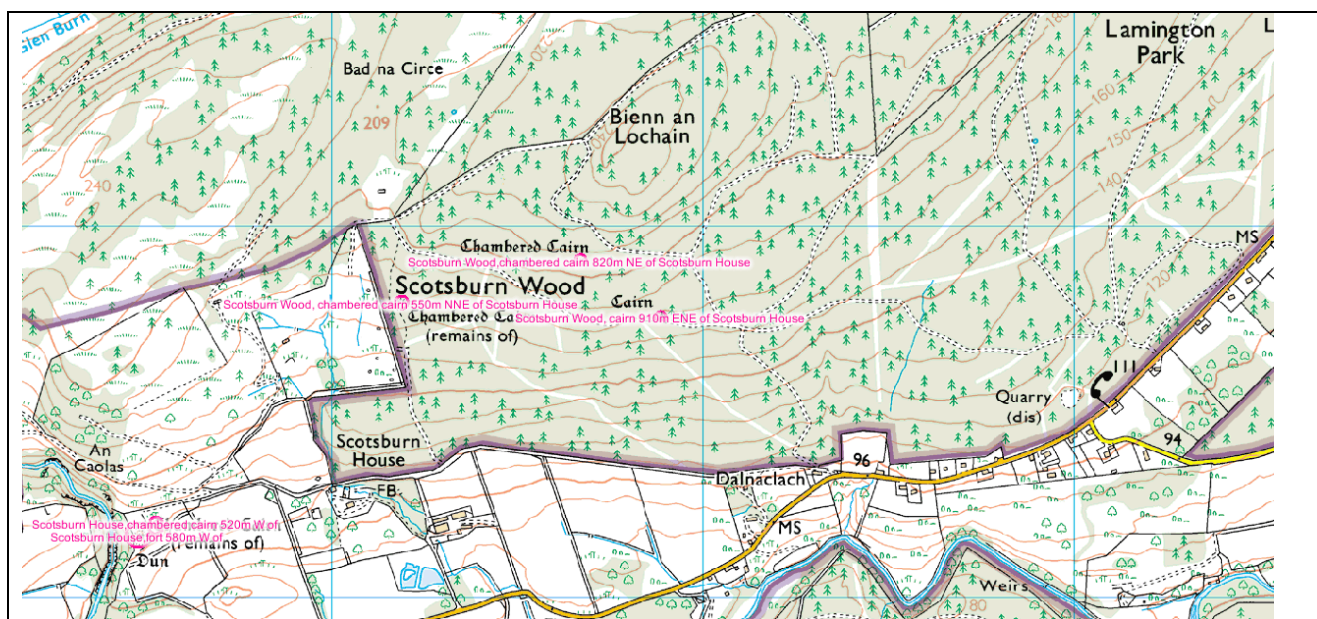 Glen Burn
220
180
Lamington
Park
L
Bad na Circe
160
Bienn an
Lochain
209
240
150
240
140
MS
Chambered Cairn
Scotsburn Wood,chambered cairn 820m NE of Scotsburn House
120
Scotsburn Wood
Scotsburn Wood, chambered cairn 550m NNE of Scotsburn House
Cairn
Chambered Ca
Scotsburn Wood, cairn 910m ENE of Scotsburn House
(remains of)
111
Quarry
(dis)
Scotsburn
House
An
Caolas
94
96
Dalnaclach
FB
MS
Scotsburn House,chambered cairn 520m W of
Scotsburn House,fort 580m W of
(remains of)
Dun
Weirs
80